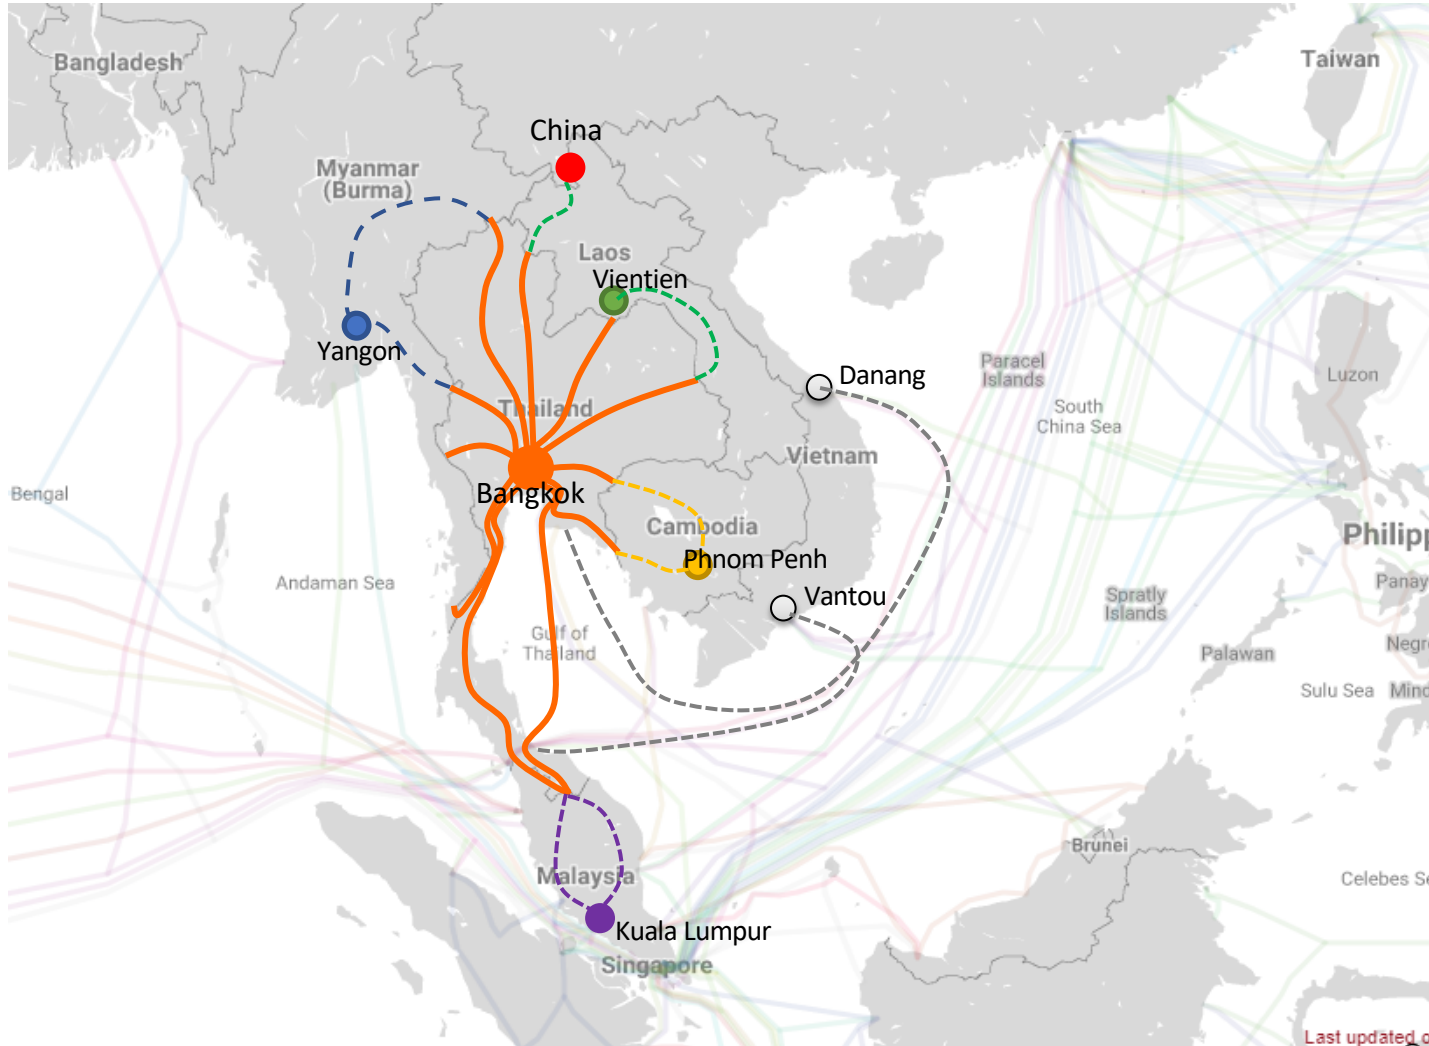 Bangladesh
Taiwan
China
Myanmar
(Burma)
Laos
Vientien
Yangon
Danang
Paracel
Islands
Luzon
South
China Sea
Thailand
Vietnam
Bengal
Bangkok
Cambodia
Philipp
Phnom Penh
Andaman Sea
Panay
Vantou
Spratly
Islands
Gulf of
Thailand
Palawan
Negr
Sulu Sea
Mind
Brunei
Malaysia
Celebes Se
Kuala Lumpur
Singapore
Last updated o